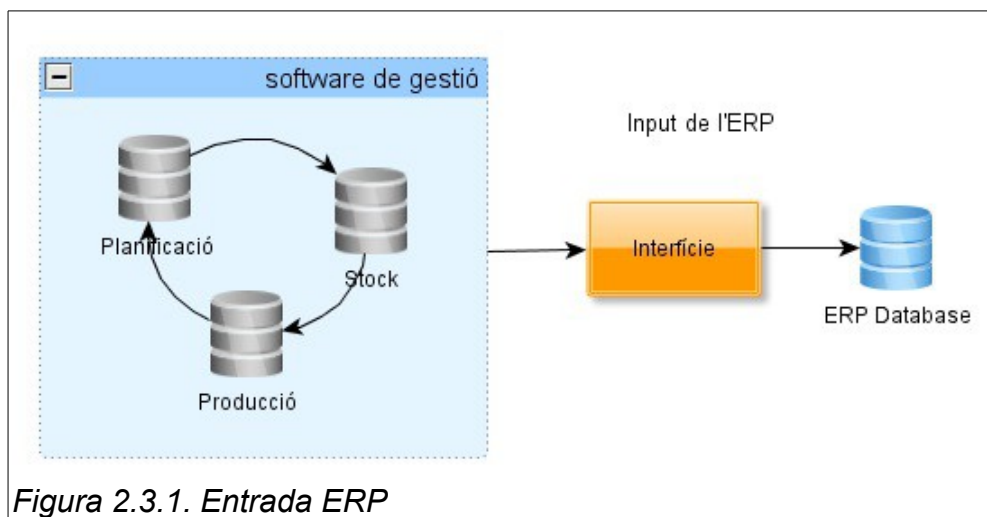 software de gestió
Input de l'ERP
Planificació
Stock
Producció
Interfície
ERP Database
Figura 2.3.1. Entrada ERP